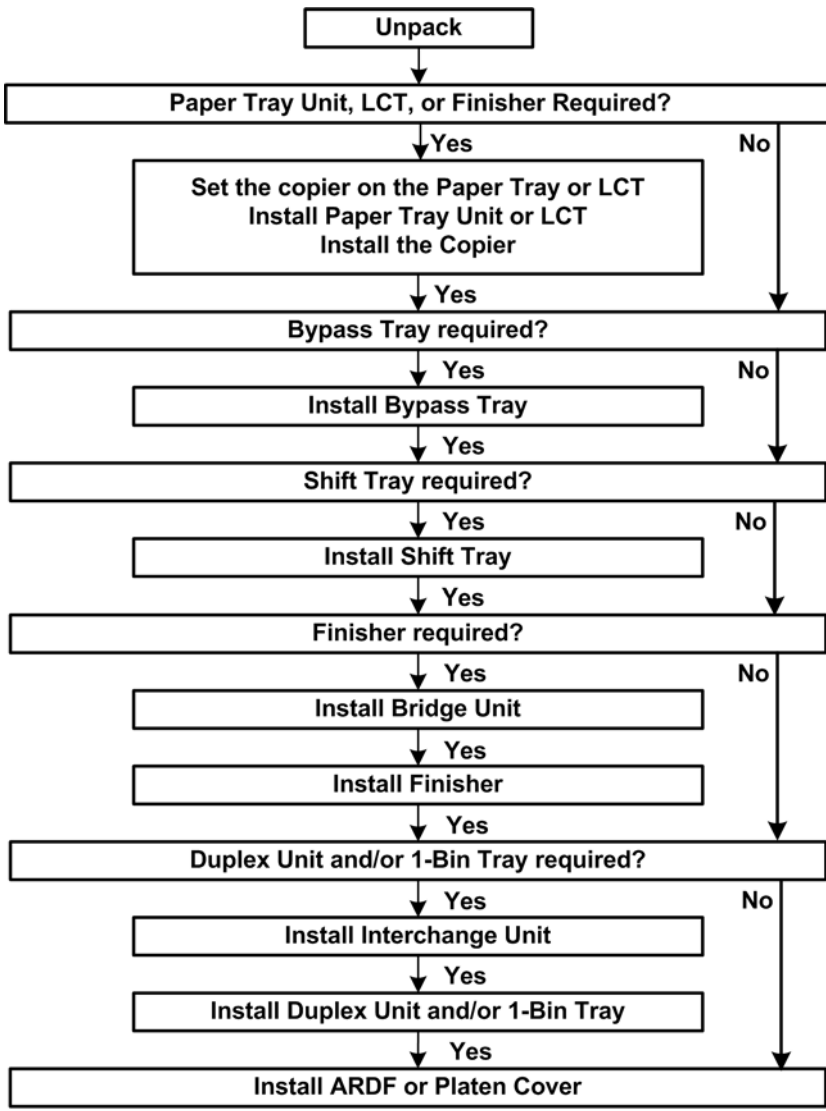 Unpack
Paper Tray Unit, LCT, or Finisher Required?
Yes
No
Set the copier on the Paper Tray or LCT
Install Paper Tray Unit or LCT
Install the Copier
Yes
Bypass Tray required?
Yes
No
Install Bypass Tray
Yes
Shift Tray required?
Yes
No
Install Shift Tray
Yes
Finisher required?
Yes
No
Install Bridge Unit
Yes
Install Finisher
Yes
Duplex Unit and/or 1-Bin Tray required?
Yes
No
Install Interchange Unit
Yes
Install Duplex Unit and/or 1-Bin Tray
Yes
Install ARDF or Platen Cover